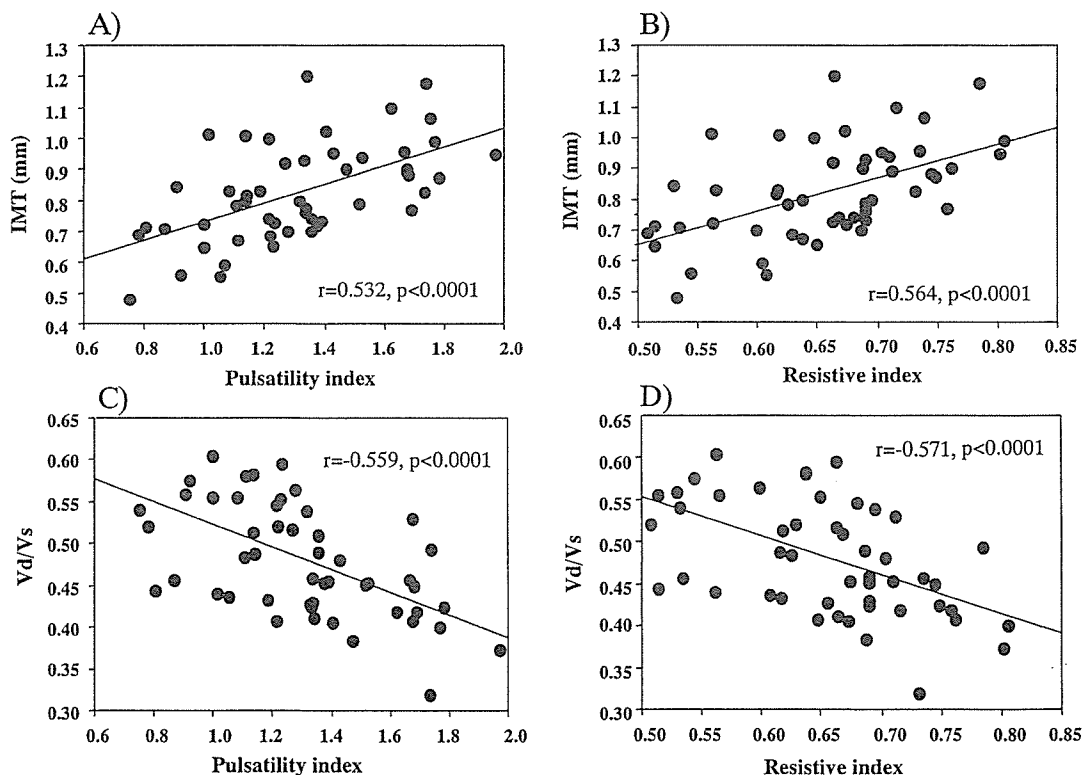 A)
1.3
1.2
1.1
1.0
0.9
0.8
0.7
0.6
0.5
0.4
IMT (mm)
r=0.532, p<0.0001
0.6 0.8 1.0 1.2 1.4 1.6 1.8 2.0
Pulsatility index
B)
1.3
1.2
1.1
1.0
0.9
0.8
0.7
0.6
0.5
0.4
IMT (mm)
r=0.564, p<0.0001
0.50 0.55 0.60 0.65 0.70 0.75 0.80 0.85
Resistive index
C)
0.65
0.60
0.55
0.50
0.45
0.40
0.35
0.30
Vd/Vs
r=-0.559, p<0.0001
0.6 0.8 1.0 1.2 1.4 1.6 1.8 2.0
Pulsatility index
D)
0.65
0.60
0.55
0.50
0.45
0.40
0.35
0.30
Vd/Vs
r=-0.571, p<0.0001
0.50 0.55 0.60 0.65 0.70 0.75 0.80 0.85
Resistive index